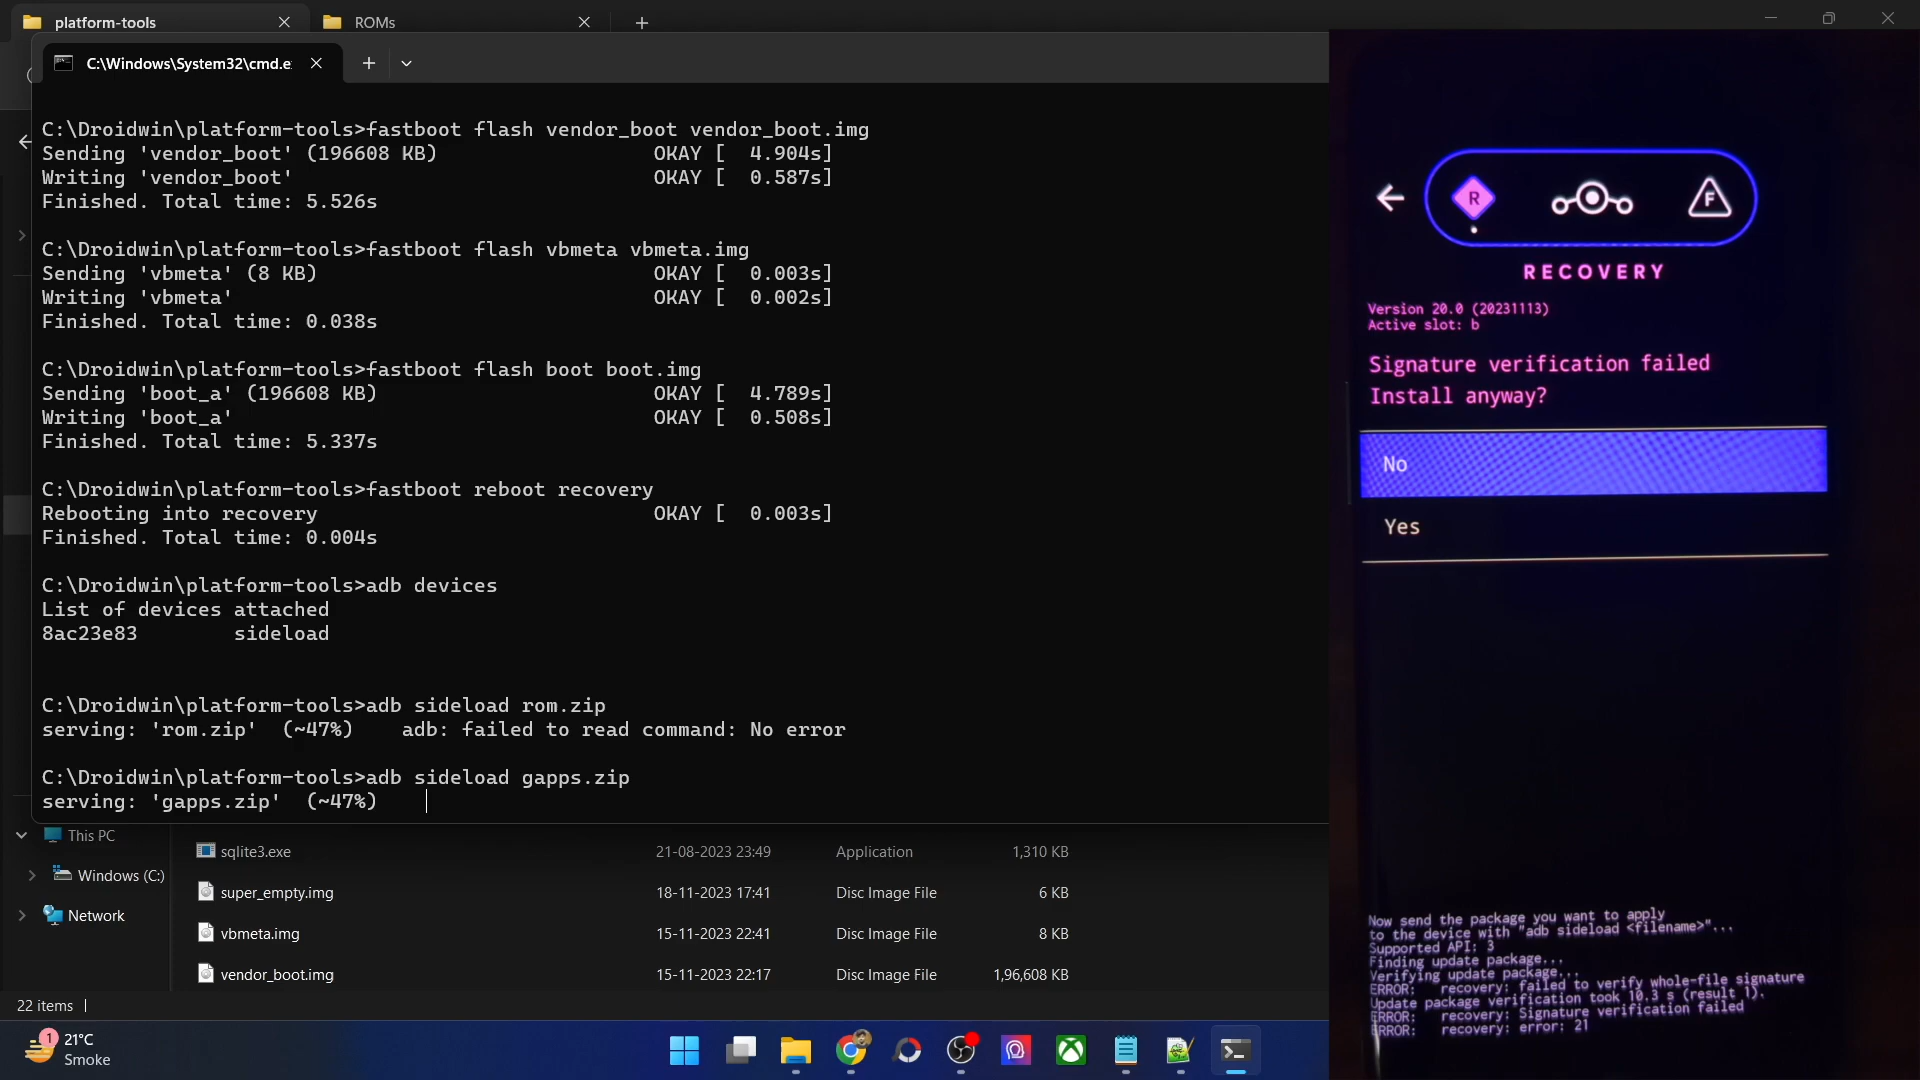 platform-tools
ROMs
C:\Windows\System32\cmd.e
C:\Droidwin\platform-tools>fastboot flash vendor_boot vendor_boot.img
Sending 'vendor_boot' (196608 KB) OKAY [ 4.904s]
Writing 'vendor_boot' OKAY [ 0.587s]
Finished. Total time: 5.526s
C:\Droidwin\platform-tools>fastboot flash vbmeta vbmeta.img
Sending 'vbmeta' (8 KB) OKAY [ 0.003s]
Writing 'vbmeta' OKAY [ 0.002s]
Finished. Total time: 0.038s
C:\Droidwin\platform-tools>fastboot flash boot boot.img
Sending 'boot_a' (196608 KB) OKAY [ 4.789s]
Writing 'boot_a' OKAY [ 0.508s]
Finished. Total time: 5.337s
C:\Droidwin\platform-tools>fastboot reboot recovery
Rebooting into recovery OKAY [ 0.003s]
Finished. Total time: 0.004s
C:\Droidwin\platform-tools>adb devices
List of devices attached
8ac23e83 sideload
C:\Droidwin\platform-tools>adb sideload rom.zip
serving: 'rom.zip' (~47%) adb: failed to read command: No error
C:\Droidwin\platform-tools>adb sideload gapps.zip
serving: 'gapps.zip' (~47%)
This PC
Windows (C:)
Network
sqlite3.exe 21-08-2023 23:49 Application 1,310 KB
super_empty.img 18-11-2023 17:41 Disc Image File 6 KB
vbmeta.img 15-11-2023 22:41 Disc Image File 8 KB
vendor_boot.img 15-11-2023 22:17 Disc Image File 1,96,608 KB
22 items
1
21°C
Smoke
R
F
RECOVERY
Version 20.0 (20231113)
Active slot: b
Signature verification failed
Install anyway?
No
Yes
Now send the package you want to apply
to the device with "adb sideload <filename>"...
Supported API: 3
Finding update package...
Verifying update package...
ERROR: recovery: failed to verify whole-file signature
Update package verification took 10.3 s (result 1).
ERROR: recovery: Signature verification failed
ERROR: recovery: error: 21